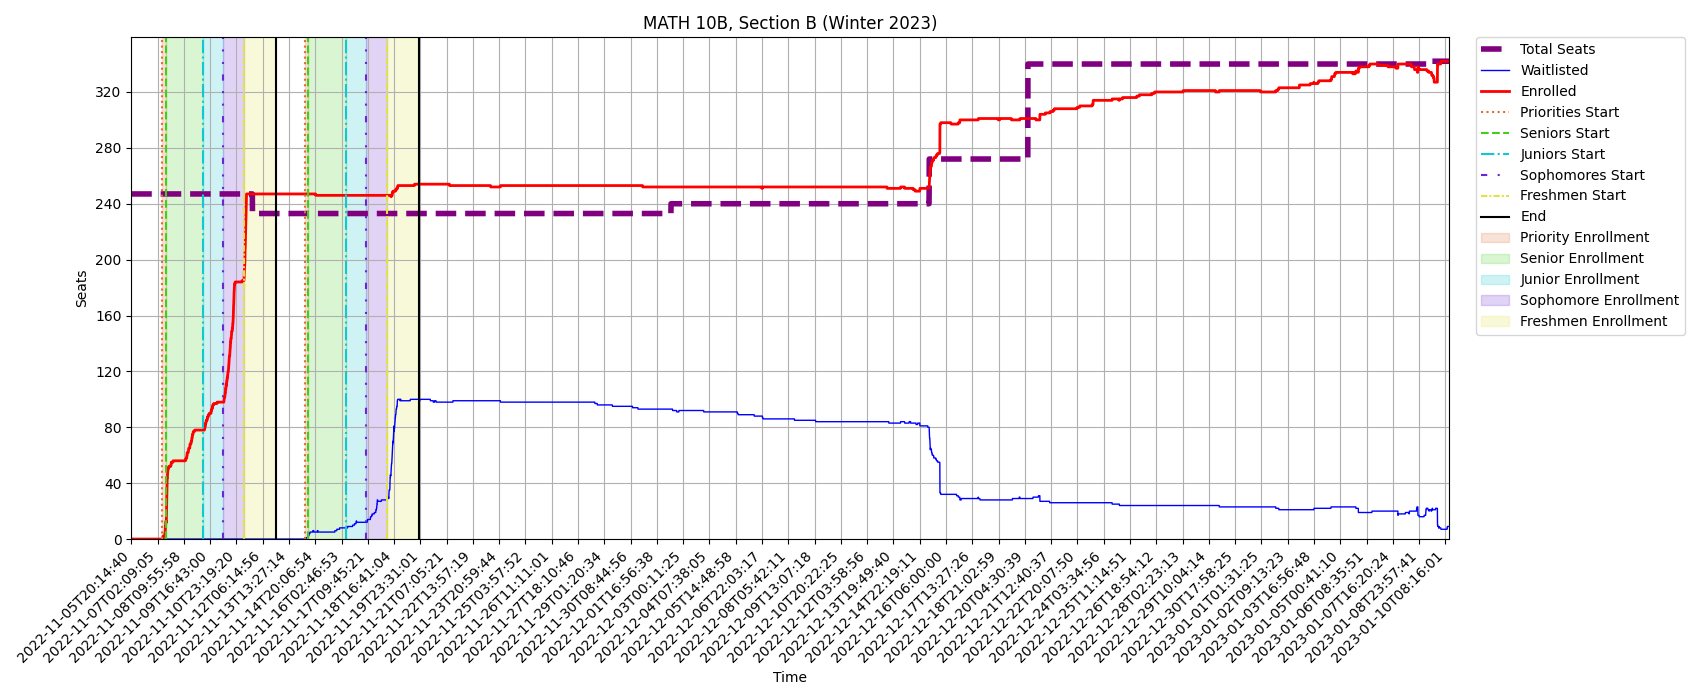 MATH 10B, Section B (Winter 2023)
Seats
320
280
240
200
160
120
80
40
0
2022-11-05T20:14:40
2022-11-07T02:09:05
2022-11-08T09:55:58
2022-11-09T16:43:00
2022-11-10T23:19:20
2022-11-12T06:14:56
2022-11-13T13:27:14
2022-11-14T20:06:54
2022-11-16T02:46:53
2022-11-17T09:45:21
2022-11-18T16:41:04
2022-11-19T23:31:01
2022-11-21T07:05:21
2022-11-22T13:57:19
2022-11-23T20:59:44
2022-11-25T03:57:52
2022-11-26T11:11:01
2022-11-27T18:10:46
2022-11-29T01:20:34
2022-11-30T08:44:56
2022-12-01T16:56:38
2022-12-03T00:11:25
2022-12-04T07:38:05
2022-12-05T14:48:58
2022-12-06T22:03:17
2022-12-08T05:42:11
2022-12-09T13:07:18
2022-12-10T20:22:25
2022-12-12T03:58:56
2022-12-13T19:49:40
2022-12-14T22:19:11
2022-12-16T06:00:00
2022-12-17T13:27:26
2022-12-18T21:02:59
2022-12-20T04:30:39
2022-12-21T12:40:37
2022-12-22T20:07:50
2022-12-24T03:34:56
2022-12-25T11:14:51
2022-12-26T18:54:12
2022-12-28T02:23:13
2022-12-29T10:04:14
2022-12-30T17:58:25
2023-01-01T01:31:25
2023-01-02T09:13:23
2023-01-03T16:56:48
2023-01-05T00:41:10
2023-01-06T08:35:51
2023-01-07T16:20:24
2023-01-08T23:57:41
2023-01-10T08:16:01
Time
Total Seats
Waitlisted
Enrolled
Priorities Start
Seniors Start
Juniors Start
Sophomores Start
Freshmen Start
End
Priority Enrollment
Senior Enrollment
Junior Enrollment
Sophomore Enrollment
Freshmen Enrollment